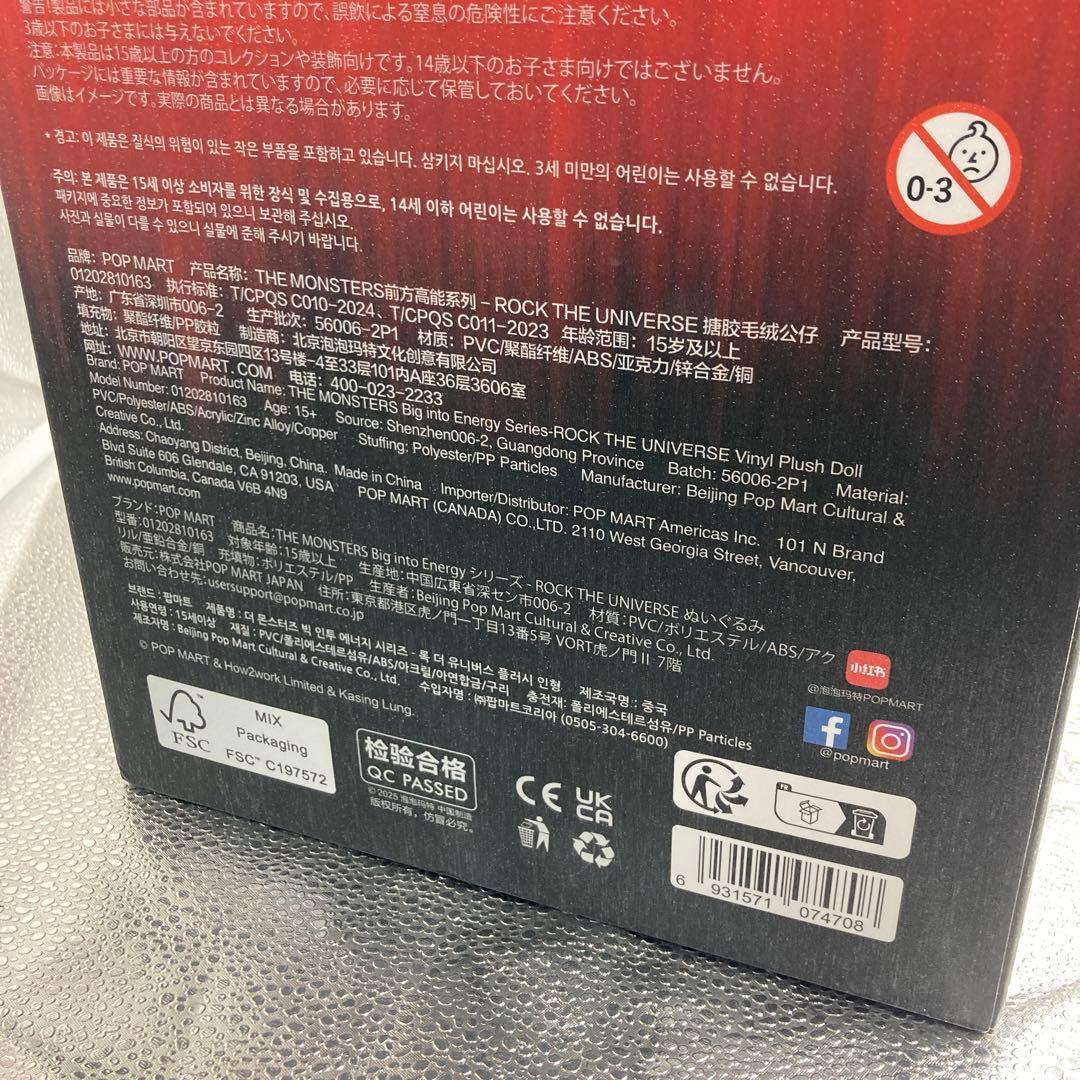 警告!製品には小さな部品が含まれていますので、誤飲による窒息の危険性にご注意ください。
3歳以下のお子さまには与えないでください。
注意:本製品は15歳以上の方のコレクションや装飾向けです。14歳以下のお子さま向けではございません。
パッケージには重要な情報が含まれていますので、必要に応じて保管しておいてください。
画像はイメージです。実際の商品とは異なる場合があります。
0-3
* 경고: 이 제품은 질식의 위험이 있는 작은 부품을 포함하고 있습니다. 삼키지 마십시오. 3세 미만의 어린이는 사용할 수 없습니다.
주의: 본 제품은 15세 이상 소비자를 위한 장식 및 수집용으로, 14세 이하 어린이는 사용할 수 없습니다.
패키지에 중요한 정보가 포함되어 있으니 보관해 주십시오.
사진과 실물이 다를 수 있으니 실물에 준해 주시기 바랍니다.
品牌: POP MART 产品名称: THE MONSTERS前方高能系列 – ROCK THE UNIVERSE 搪胶毛绒公仔 产品型号:
01202810163 执行标准: T/CPQS C010-2024、T/CPQS C011-2023 年龄范围: 15岁及以上
产地: 广东省深圳市006-2 生产批次: 56006-2P1 材质: PVC/聚酯纤维/ABS/亚克力/锌合金/铜
填充物: 聚酯纤维/PP胶粒 制造商: 北京泡泡玛特文化创意有限公司
地址: 北京市朝阳区望京东园四区13号楼-4至33层101内A座36层3606室
网址: WWW.POPMART.COM 电话: 400-023-2233
Brand: POP MART Product Name: THE MONSTERS Big into Energy Series-ROCK THE UNIVERSE Vinyl Plush Doll
Model Number: 01202810163 Age: 15+ Source: Shenzhen006-2, Guangdong Province Batch: 56006-2P1 Material:
PVC/Polyester/ABS/Acrylic/Zinc Alloy/Copper Stuffing: Polyester/PP Particles Manufacturer: Beijing Pop Mart Cultural &
Creative Co., Ltd.
Address: Chaoyang District, Beijing, China. Made in China Importer/Distributor: POP MART Americas Inc. 101 N Brand
Blvd Suite 606 Glendale, CA 91203, USA POP MART (CANADA) CO.,LTD. 2110 West Georgia Street, Vancouver,
British Columbia, Canada V6B 4N9
www.popmart.com
ブランド:POP MART 商品名:THE MONSTERS Big into Energy シリーズ - ROCK THE UNIVERSE ぬいぐるみ
型番:01202810163 対象年齢:15歳以上 生産地:中国広東省深セン市006-2 材質:PVC/ポリエステル/ABS/アク
リル/亜鉛合金/銅 充填物:ポリエステル/PP 生産者:Beijing Pop Mart Cultural & Creative Co., Ltd.
販売元:株式会社POP MART JAPAN 住所:東京都港区虎ノ門一丁目13番5号 VORT虎ノ門Ⅱ 7階
お問い合わせ先:usersupport@popmart.co.jp
브랜드 : 팝마트 제품명 : 더 몬스터즈 빅 인투 에너지 시리즈 - 록 더 유니버스 플러시 인형 제조국명 : 중국
사용연령 : 15세이상 재질 : PVC/폴리에스테르섬유/ABS/아크릴/아연합금/구리 충전재: 폴리에스테르섬유/PP Particles
제조자명 : Beijing Pop Mart Cultural & Creative Co., Ltd. 수입자명 : ㈜팝마트코리아 (0505-304-6600)
© POP MART & How2work Limited & Kasing Lung.
小红书
@泡泡玛特POPMART
f
@popmart
FSC™
MIX
Packaging
FSC™ C197572
检验合格
QC PASSED
© 2025 泡泡玛特 中国制造
版权所有，仿冒必究。
CE
UK
CA
FR
6 931571 074708